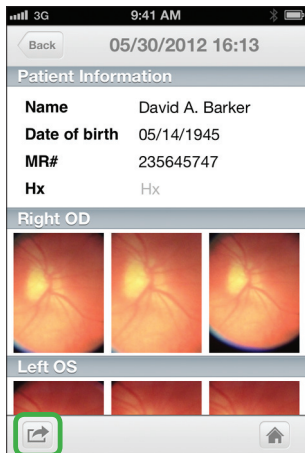 3G 9:41 AM
Back 05/30/2012 16:13
Patient Information
Name David A. Barker
Date of birth 05/14/1945
MR# 235645747
Hx Hx
Right OD
Left OS